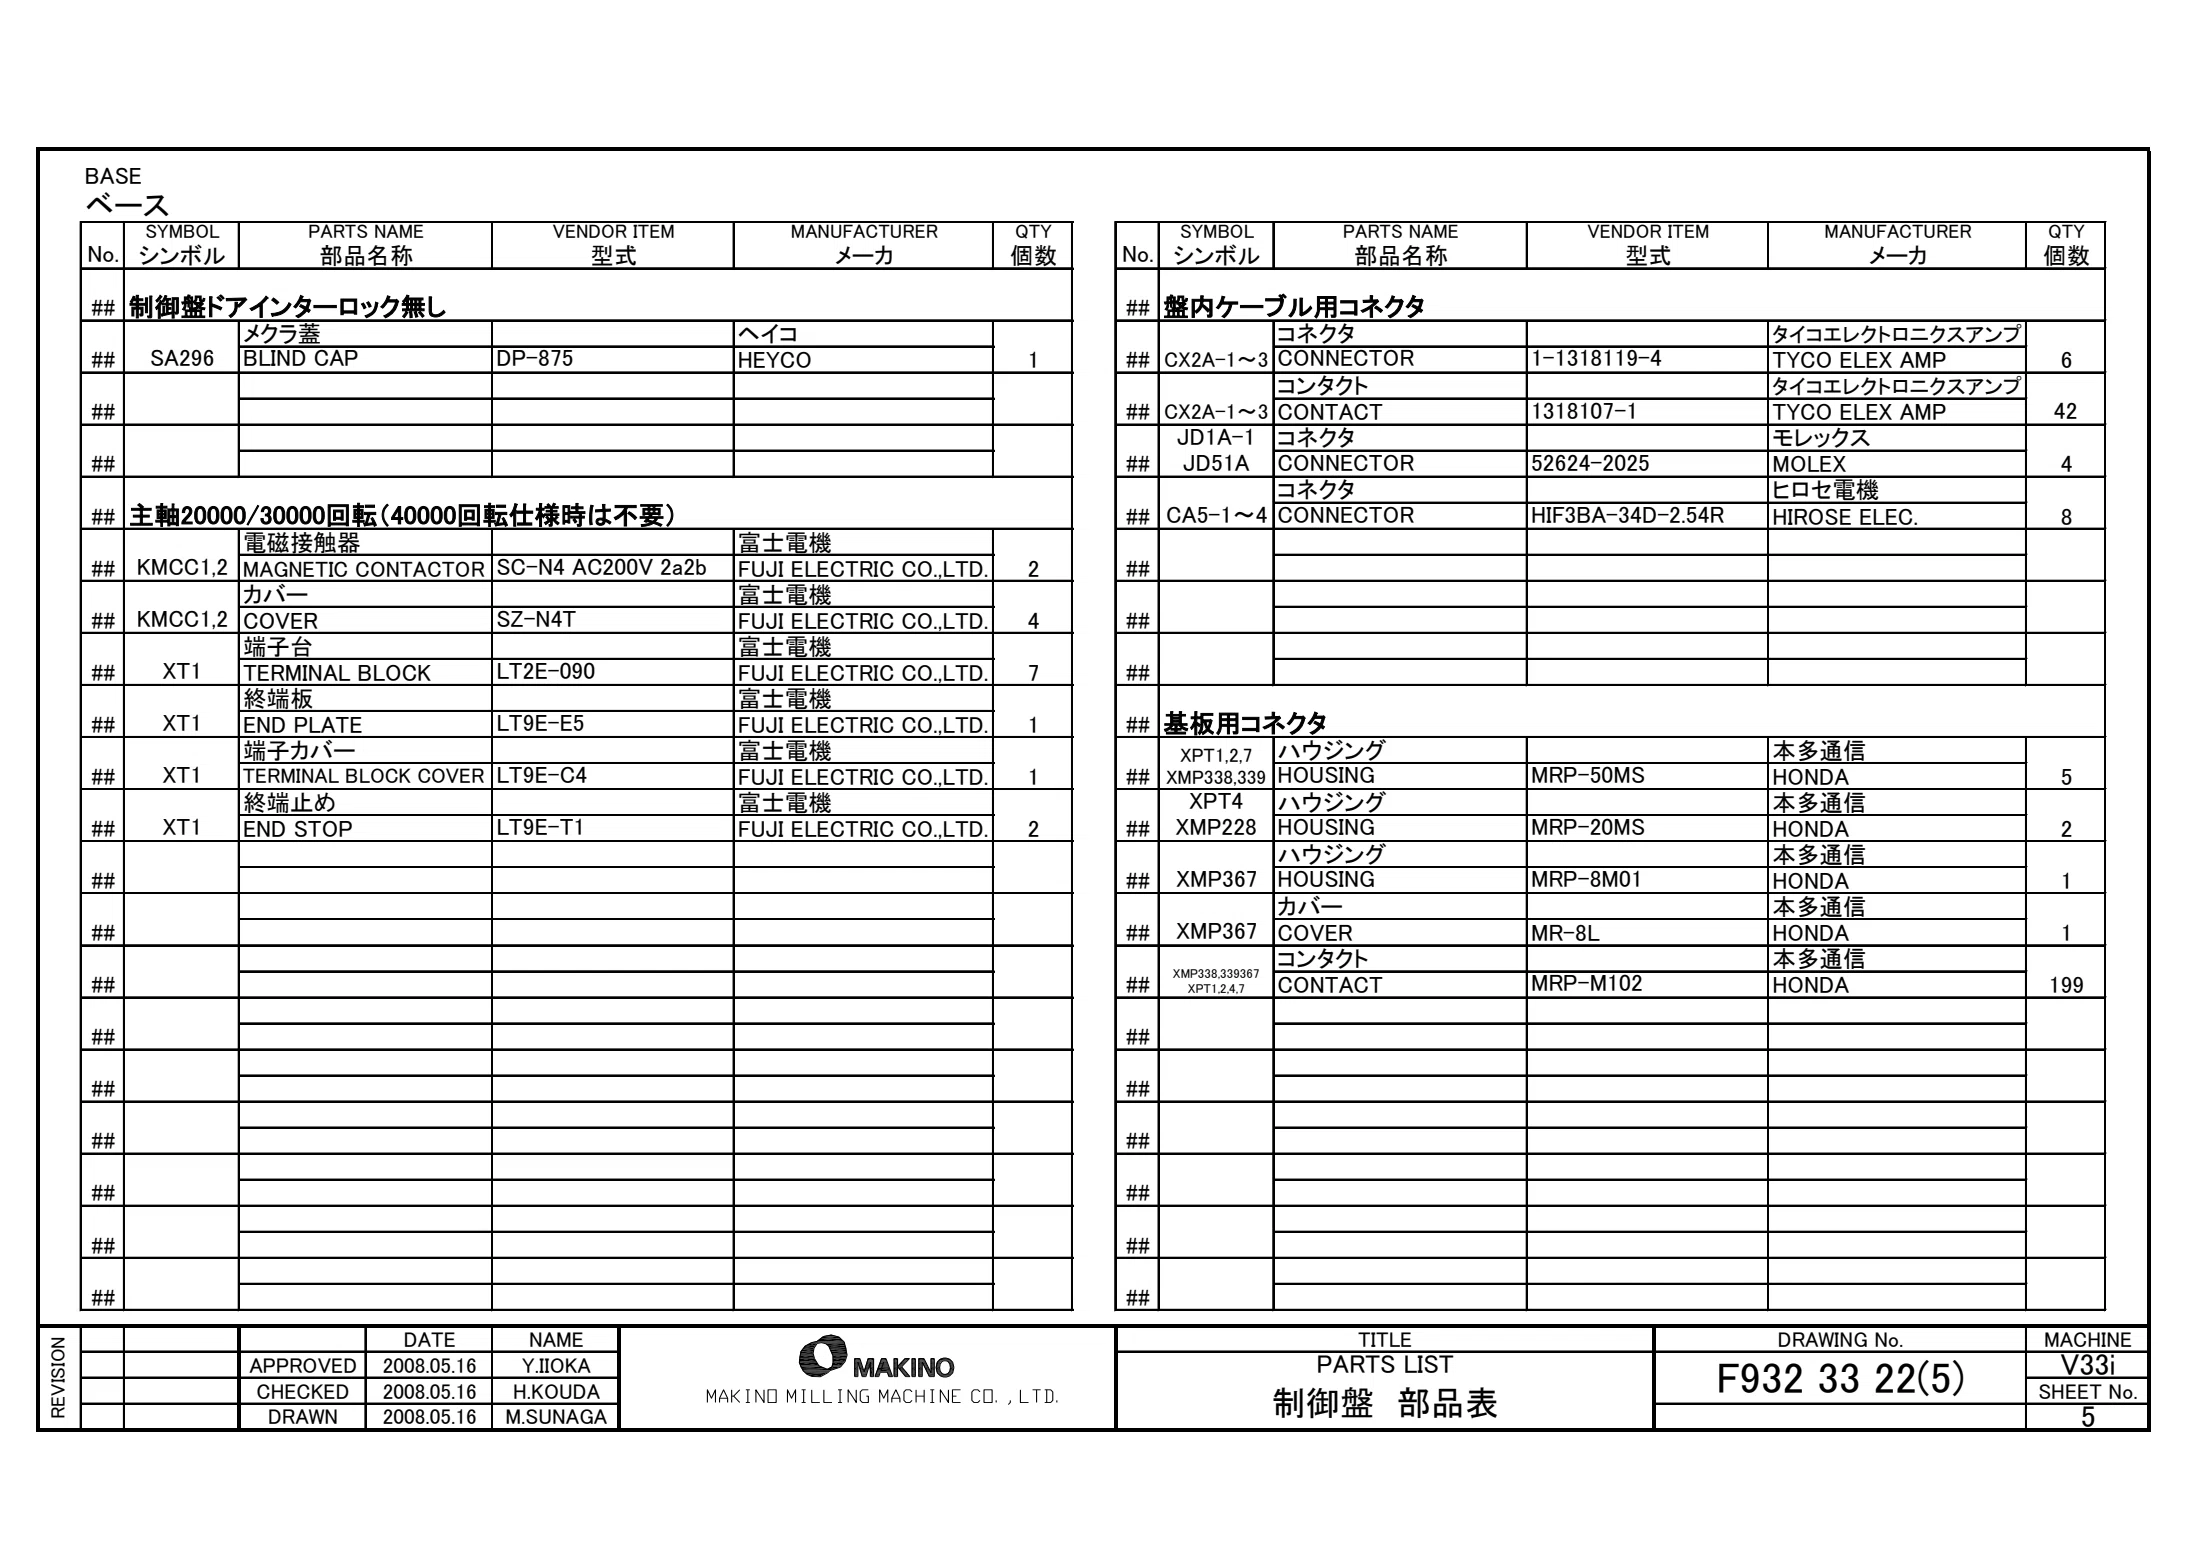 BASE
ベース
No. SYMBOL シンボル PARTS NAME 部品名称 VENDOR ITEM 型式 MANUFACTURER メーカ QTY 個数
## 制御盤ドアインターロック無し
メクラ蓋 ヘイコ
## SA296 BLIND CAP DP-875 HEYCO 1
##
##
## 主軸20000/30000回転(40000回転仕様時は不要)
電磁接触器 富士電機
## KMCC1,2 MAGNETIC CONTACTOR SC-N4 AC200V 2a2b FUJI ELECTRIC CO.,LTD. 2
カバー 富士電機
## KMCC1,2 COVER SZ-N4T FUJI ELECTRIC CO.,LTD. 4
端子台 富士電機
## XT1 TERMINAL BLOCK LT2E-090 FUJI ELECTRIC CO.,LTD. 7
終端板 富士電機
## XT1 END PLATE LT9E-E5 FUJI ELECTRIC CO.,LTD. 1
端子カバー 富士電機
## XT1 TERMINAL BLOCK COVER LT9E-C4 FUJI ELECTRIC CO.,LTD. 1
終端止め 富士電機
## XT1 END STOP LT9E-T1 FUJI ELECTRIC CO.,LTD. 2
##
##
##
##
##
##
##
##
##
No. SYMBOL シンボル PARTS NAME 部品名称 VENDOR ITEM 型式 MANUFACTURER メーカ QTY 個数
## 盤内ケーブル用コネクタ
コネクタ タイコエレクトロニクスアンプ
## CX2A-1～3 CONNECTOR 1-1318119-4 TYCO ELEX AMP 6
コンタクト タイコエレクトロニクスアンプ
## CX2A-1～3 CONTACT 1318107-1 TYCO ELEX AMP 42
JD1A-1 コネクタ モレックス
## JD51A CONNECTOR 52624-2025 MOLEX 4
コネクタ ヒロセ電機
## CA5-1～4 CONNECTOR HIF3BA-34D-2.54R HIROSE ELEC. 8
##
##
##
## 基板用コネクタ
XPT1,2,7 ハウジング 本多通信
## XMP338,339 HOUSING MRP-50MS HONDA 5
XPT4 ハウジング 本多通信
## XMP228 HOUSING MRP-20MS HONDA 2
ハウジング 本多通信
## XMP367 HOUSING MRP-8M01 HONDA 1
カバー 本多通信
## XMP367 COVER MR-8L HONDA 1
XMP338,339367 コンタクト 本多通信
## XPT1,2,4,7 CONTACT MRP-M102 HONDA 199
##
##
##
##
##
##
REVISION
DATE NAME
APPROVED 2008.05.16 Y.IIOKA
CHECKED 2008.05.16 H.KOUDA
DRAWN 2008.05.16 M.SUNAGA
MAKINO
MAKINO MILLING MACHINE CO. , LTD.
TITLE
PARTS LIST
制御盤 部品表
DRAWING No.
F932 33 22(5)
MACHINE
V33i
SHEET No.
5